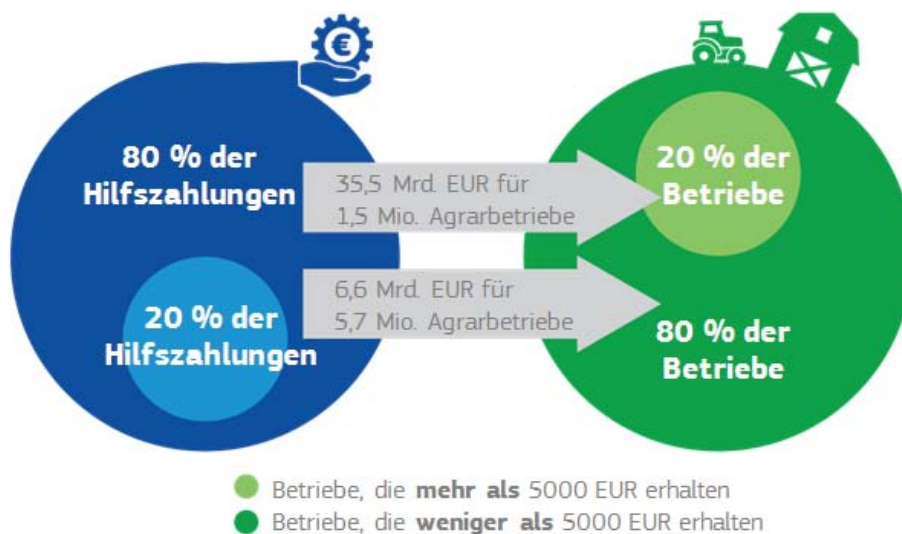 €
80 % der
Hilfszahlungen
35,5 Mrd. EUR für
1,5 Mio. Agrarbetriebe
20 % der
Betriebe
20 % der
Hilfszahlungen
6,6 Mrd. EUR für
5,7 Mio. Agrarbetriebe
80 % der
Betriebe
Betriebe, die mehr als 5000 EUR erhalten
Betriebe, die weniger als 5000 EUR erhalten